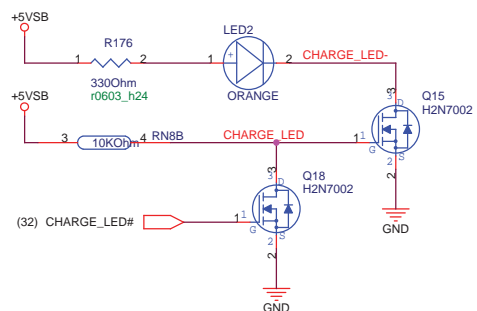 +5VSB
R176
1
2
330Ohm
r0603_h24
LED2
1
+
2
ORANGE
CHARGE_LED-
Q15
H2N7002
3
3
D
1
1
G
S
2
2
GND
+5VSB
3
10KOhm
4
RN8B
CHARGE_LED
Q18
H2N7002
3
3
D
(32) CHARGE_LED#
1
1
G
S
2
2
GND